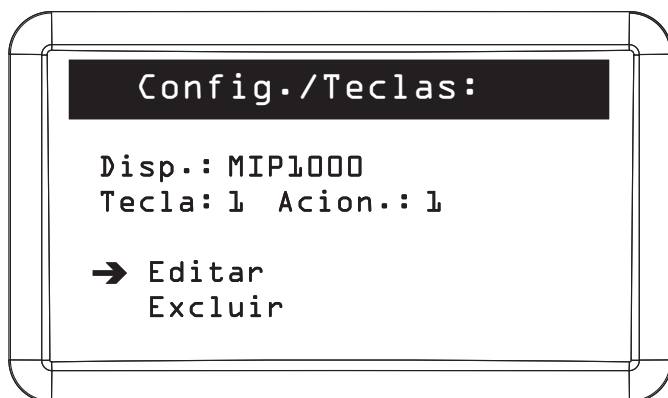 Config./Teclas:
Disp.: MIP1000
Tecla: 1 Acion.: 1
➔ Editar
Excluir